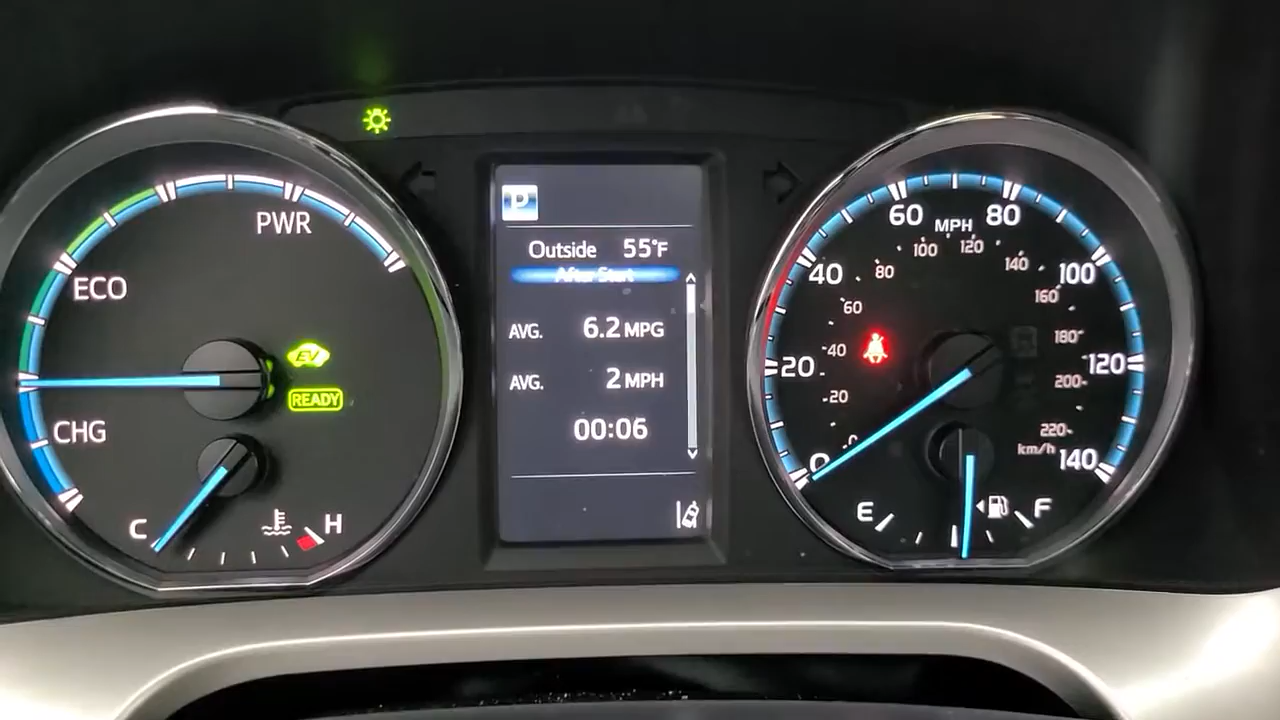 PWR
ECO
CHG
EV
READY
C
H
P
Outside 55°F
After Start
AVG. 6.2 MPG
AVG. 2 MPH
00:06
MPH
0
20
40
60
80
100
120
140
0
20
40
60
80
100
120
140
160
180
200
220
km/h
E
F